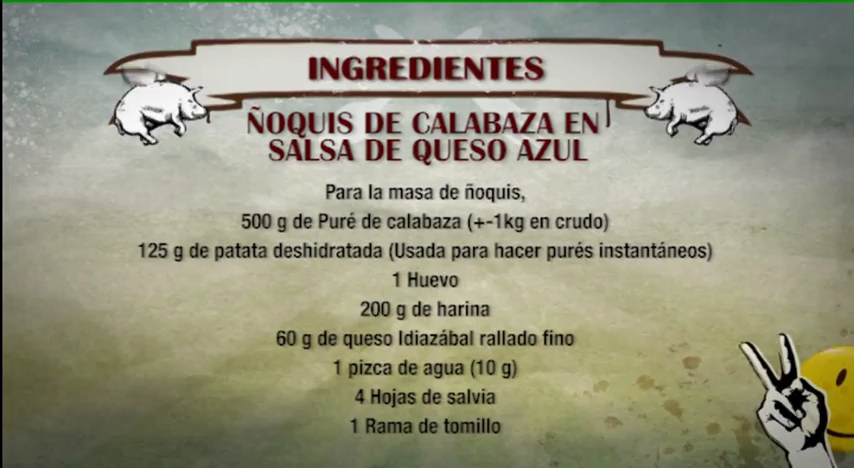 INGREDIENTES
ÑOQUIS DE CALABAZA EN
SALSA DE QUESO AZUL
Para la masa de ñoquis,
500 g de Puré de calabaza (+-1kg en crudo)
125 g de patata deshidratada (Usada para hacer purés instantáneos)
1 Huevo
200 g de harina
60 g de queso Idiazábal rallado fino
1 pizca de agua (10 g)
4 Hojas de salvia
1 Rama de tomillo